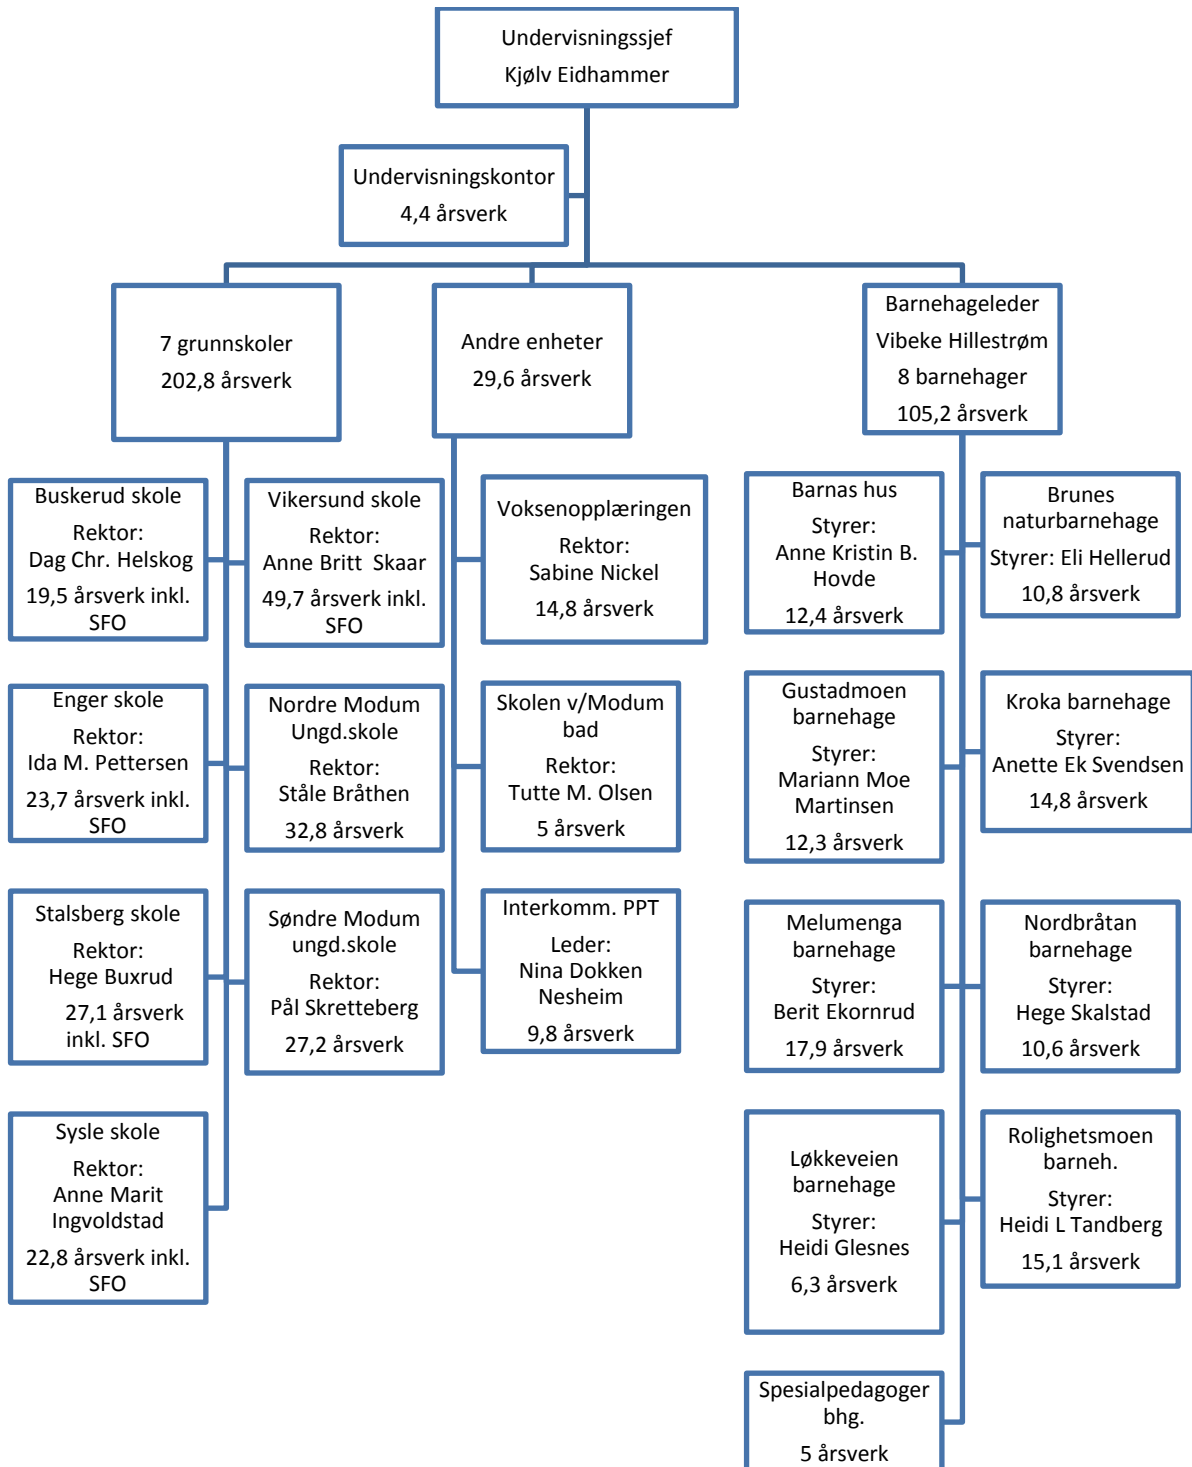 Undervisningssjef
Kjølv Eidhammer
Undervisningskontor
4,4 årsverk
7 grunnskoler
202,8 årsverk
Andre enheter
29,6 årsverk
Barnehageleder
Vibeke Hillestrøm
8 barnehager
105,2 årsverk
Buskerud skole
Rektor:
Dag Chr. Helskog
19,5 årsverk inkl.
SFO
Vikersund skole
Rektor:
Anne Britt Skaar
49,7 årsverk inkl.
SFO
Voksenopplæringen
Rektor:
Sabine Nickel
14,8 årsverk
Barnas hus
Styrer:
Anne Kristin B.
Hovde
12,4 årsverk
Brunes
naturbarnehage
Styrer: Eli Hellerud
10,8 årsverk
Enger skole
Rektor:
Ida M. Pettersen
23,7 årsverk inkl.
SFO
Nordre Modum
Ungd.skole
Rektor:
Ståle Bråthen
32,8 årsverk
Skolen v/Modum
bad
Rektor:
Tutte M. Olsen
5 årsverk
Gustadmoen
barnehage
Styrer:
Mariann Moe
Martinsen
12,3 årsverk
Kroka barnehage
Styrer:
Anette Ek Svendsen
14,8 årsverk
Stalsberg skole
Rektor:
Hege Buxrud
27,1 årsverk
inkl. SFO
Søndre Modum
ungd.skole
Rektor:
Pål Skretteberg
27,2 årsverk
Interkomm. PPT
Leder:
Nina Dokken
Nesheim
9,8 årsverk
Melumenga
barnehage
Styrer:
Berit Ekornrud
17,9 årsverk
Nordbråtan
barnehage
Styrer:
Hege Skalstad
10,6 årsverk
Sysle skole
Rektor:
Anne Marit
Ingvoldstad
22,8 årsverk inkl.
SFO
Løkkeveien
barnehage
Styrer:
Heidi Glesnes
6,3 årsverk
Rolighetsmoen
barneh.
Styrer:
Heidi L Tandberg
15,1 årsverk
Spesialpedagoger
bhg.
5 årsverk